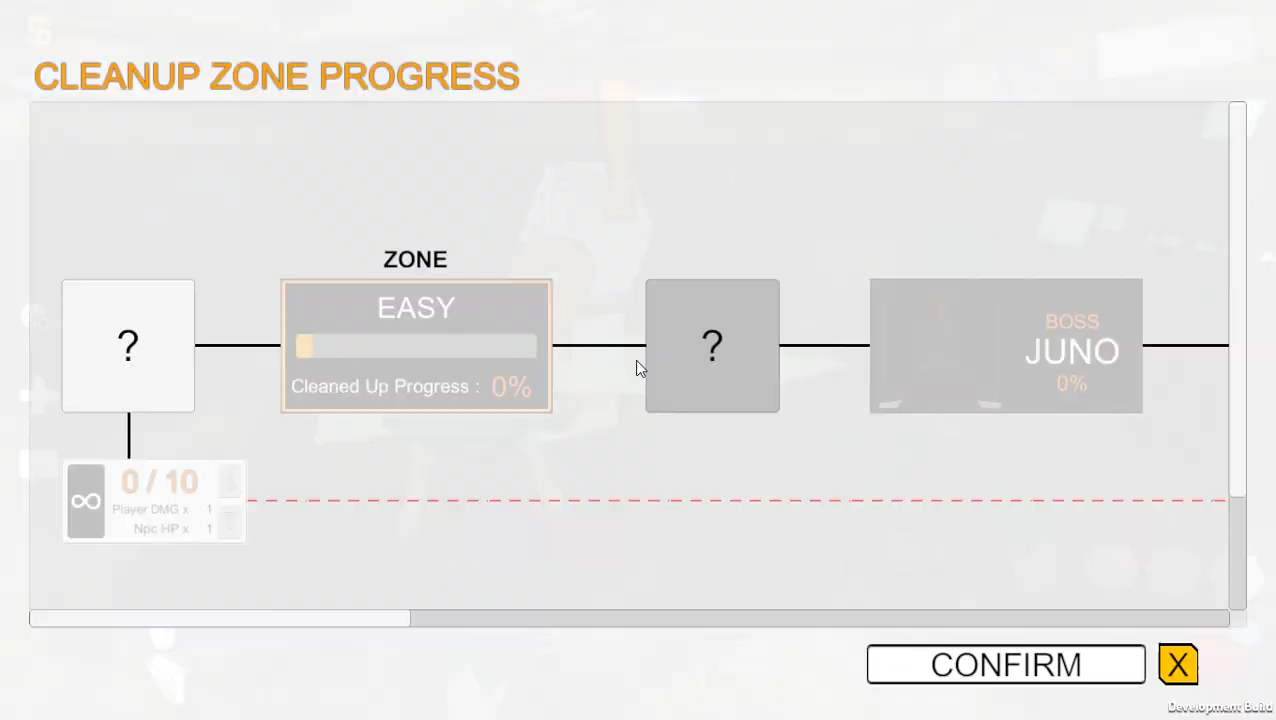 CLEANUP ZONE PROGRESS
ZONE
?
EASY
Cleaned Up Progress : 0%
?
BOSS
JUNO
0%
∞
0 / 10
Player DMG x 1
Npc HP x 1
CONFIRM
X
Development Build